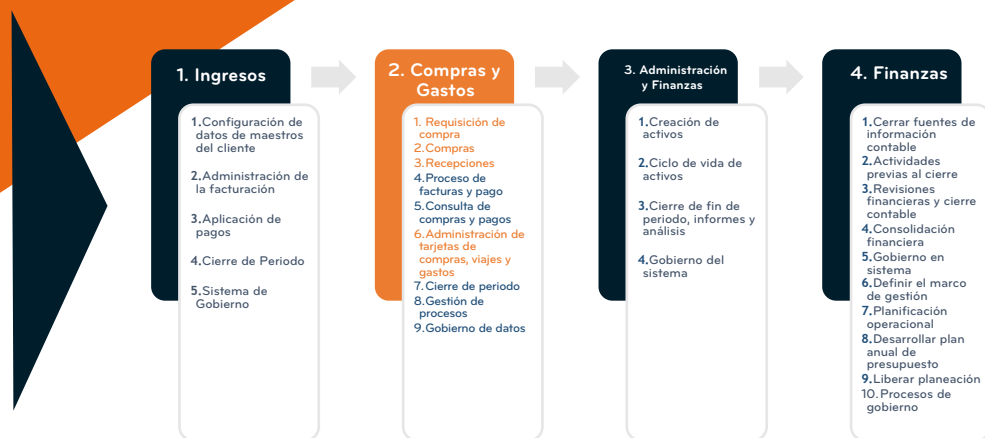 1. Ingresos
1.Configuración de
datos de maestros
del cliente
2.Administración de
la facturación
3.Aplicación de
pagos
4.Cierre de Periodo
5.Sistema de
Gobierno
2. Compras y
Gastos
1. Requisición de
compra
2.Compras
3.Recepciones
4.Proceso de
facturas y pago
5.Consulta de
compras y pagos
6.Administración de
tarjetas de
compras, viajes y
gastos
7.Cierre de periodo
8.Gestión de
procesos
9.Gobierno de datos
3. Administración
y Finanzas
1.Creación de
activos
2.Ciclo de vida de
activos
3.Cierre de fin de
periodo, informes y
análisis
4.Gobierno del
sistema
4. Finanzas
1.Cerrar fuentes de
información
contable
2.Actividades
previas al cierre
3.Revisiones
financieras y cierre
contable
4.Consolidación
financiera
5.Gobierno en
sistema
6.Definir el marco
de gestión
7.Planificación
operacional
8.Desarrollar plan
anual de
presupuesto
9.Liberar planeación
10.Procesos de
gobierno